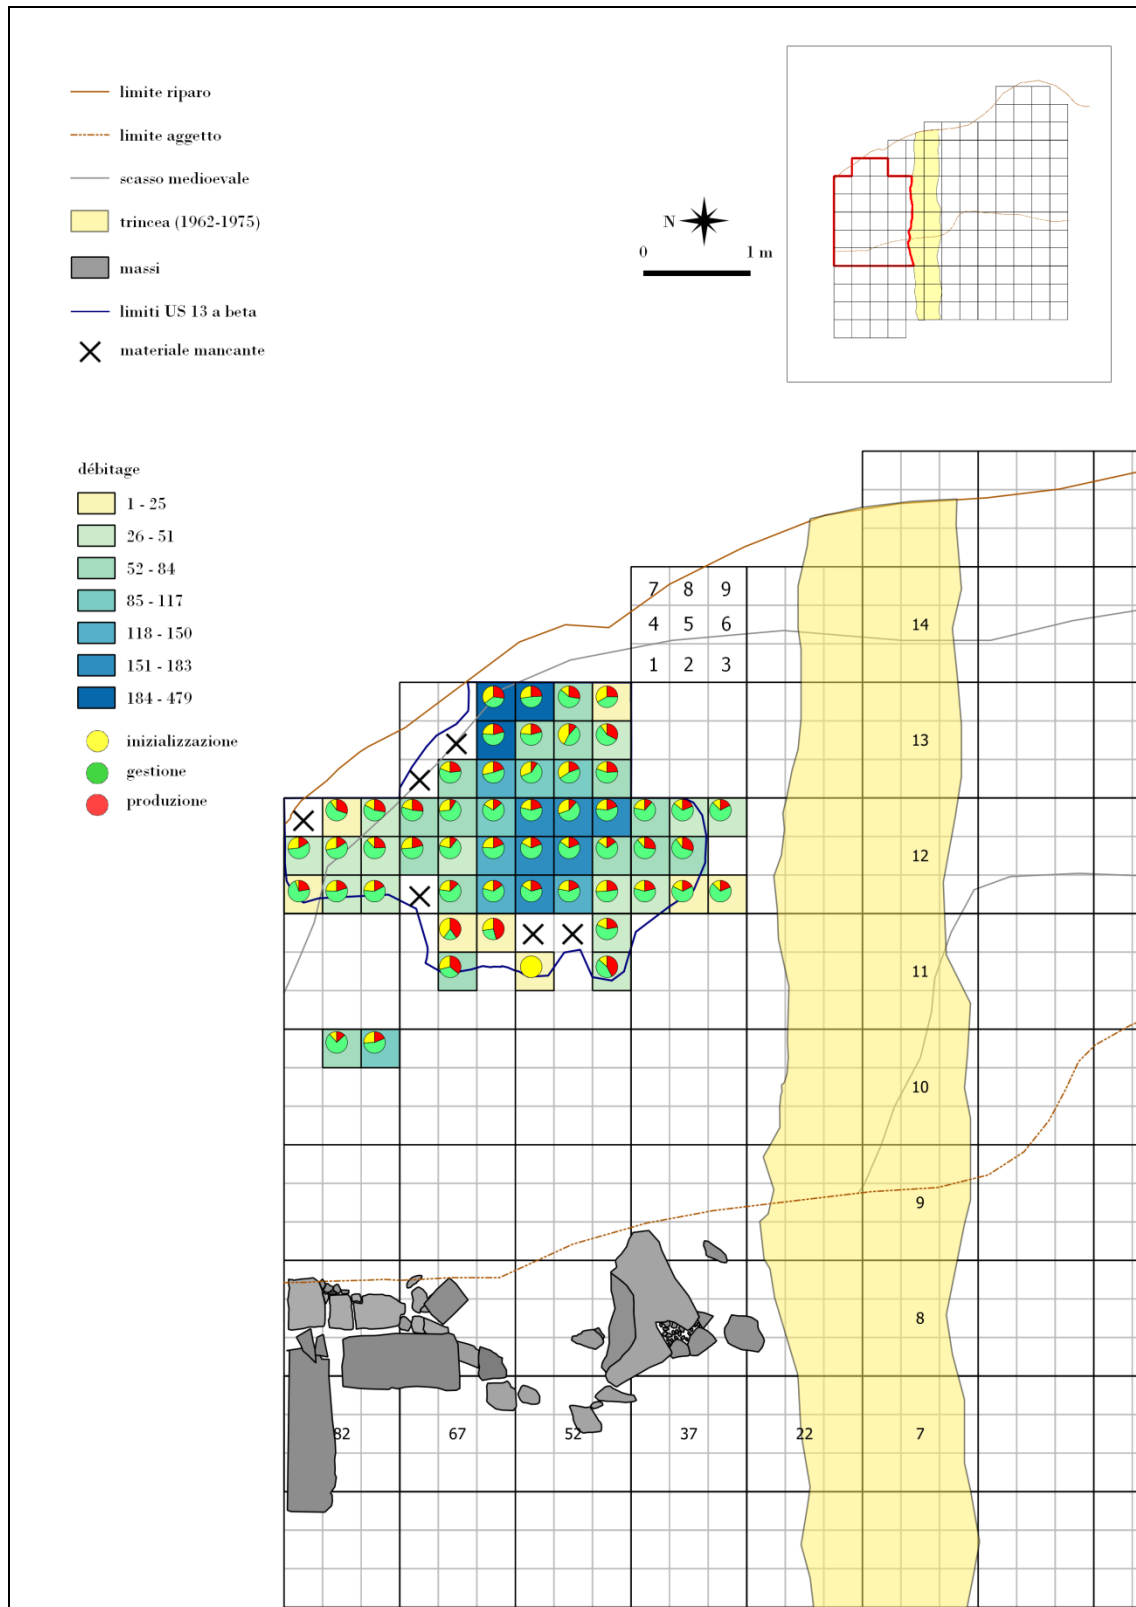 limite riparo
limite aggetto
scasso medioevale
trincea (1962-1975)
massi
limiti US 13 a beta
materiale mancante
N
0 1 m
débitage
1 - 25
26 - 51
52 - 84
85 - 117
118 - 150
151 - 183
184 - 479
inizializzazione
gestione
produzione
7 8 9
4 5 6
1 2 3
14
13
12
11
10
9
8
82 67 52 37 22 7